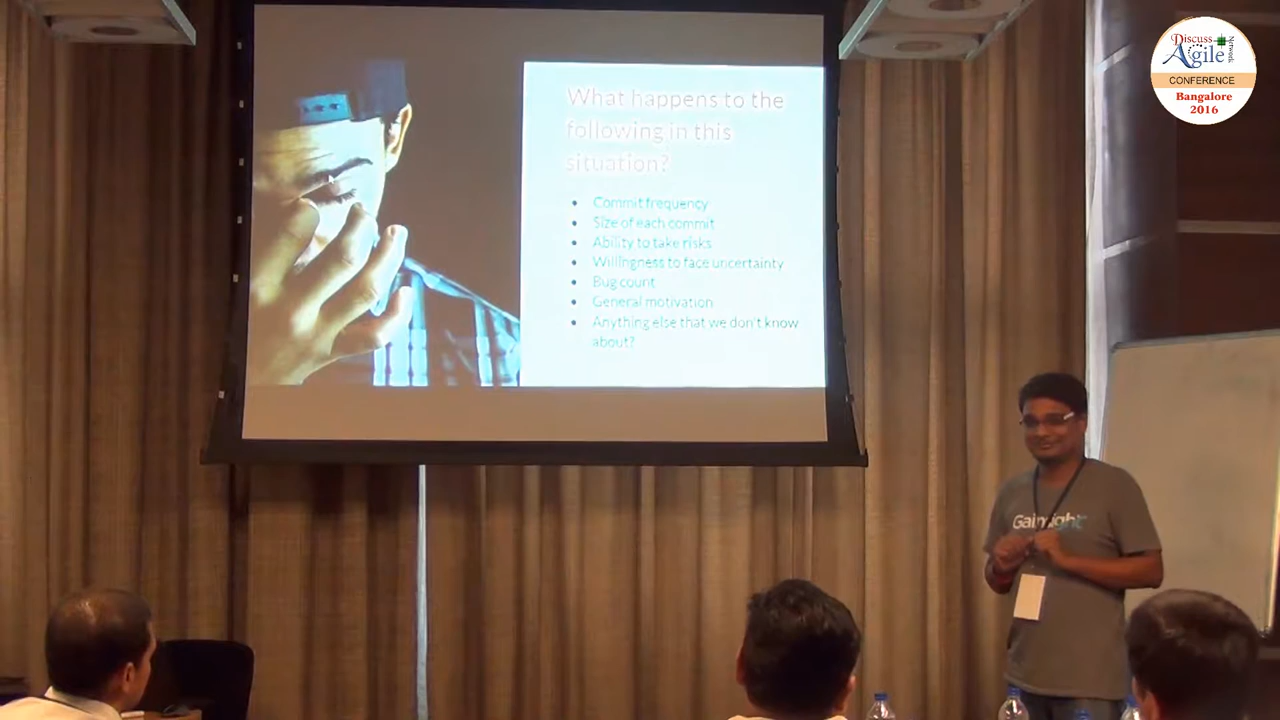 What happens to the
following in this
situation?
• Commit frequency
• Size of each commit
• Ability to take risks
• Willingness to face uncertainty
• Bug count
• General motivation
• Anything else that we don't know
about?
Discuss
Agile
Network
CONFERENCE
Bangalore
2016
Gainsight